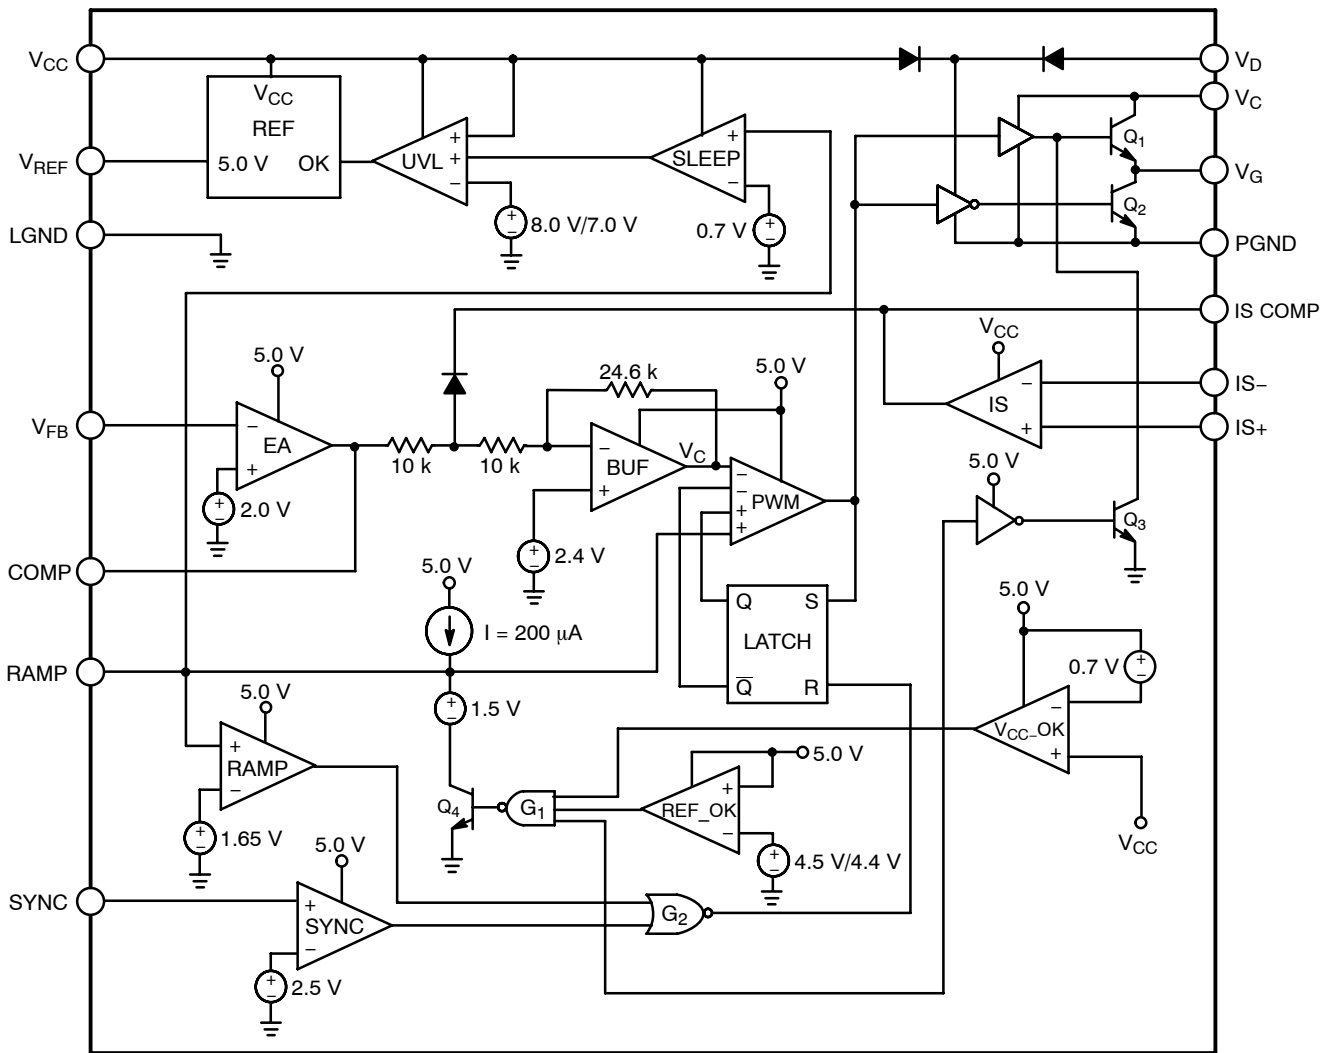 VCC
VD
VC
VCC
REF
5.0 V OK
UVL
+
+
−
SLEEP
+
−
Q1
VREF
VG
8.0 V/7.0 V
0.7 V
+
−
+
−
Q2
LGND
PGND
IS COMP
VCC
5.0 V
24.6 k
5.0 V
IS
−
+
IS−
IS+
VFB
−
EA
+
10 k
10 k
−
BUF
+
VC
−
−
+
+
PWM
5.0 V
+
−
2.0 V
Q3
+
−
2.4 V
COMP
5.0 V
I = 200 μA
Q S
LATCH
Q̅ R
5.0 V
0.7 V
+
−
RAMP
5.0 V
+
−
1.5 V
−
VCC−OK
+
+
RAMP
−
5.0 V
Q4
G1
+
REF_OK
−
+
−
1.65 V
5.0 V
+
−
4.5 V/4.4 V
VCC
SYNC
+
SYNC
−
G2
+
−
2.5 V